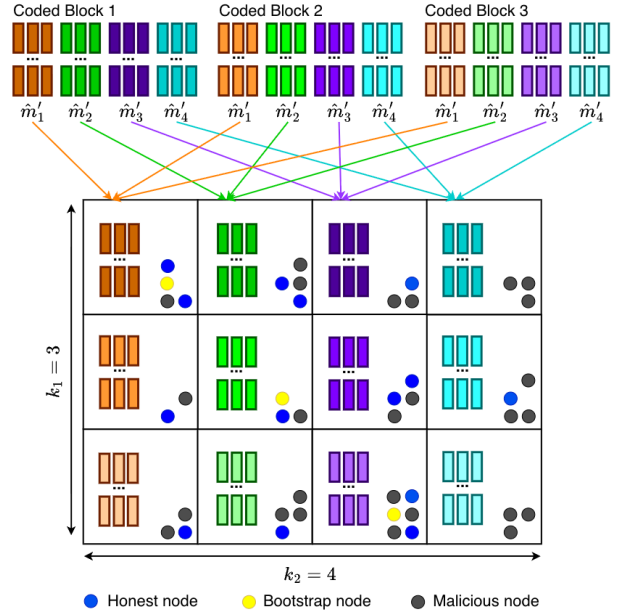 Coded Block 1 Coded Block 2 Coded Block 3
... ... ... ... ... ... ... ... ... ... ... ...
m̂′₁ m̂′₂ m̂′₃ m̂′₄ m̂′₁ m̂′₂ m̂′₃ m̂′₄ m̂′₁ m̂′₂ m̂′₃ m̂′₄
... ... ... ...
k₁ = 3
... ... ... ...
... ... ... ...
k₂ = 4
Honest node Bootstrap node Malicious node